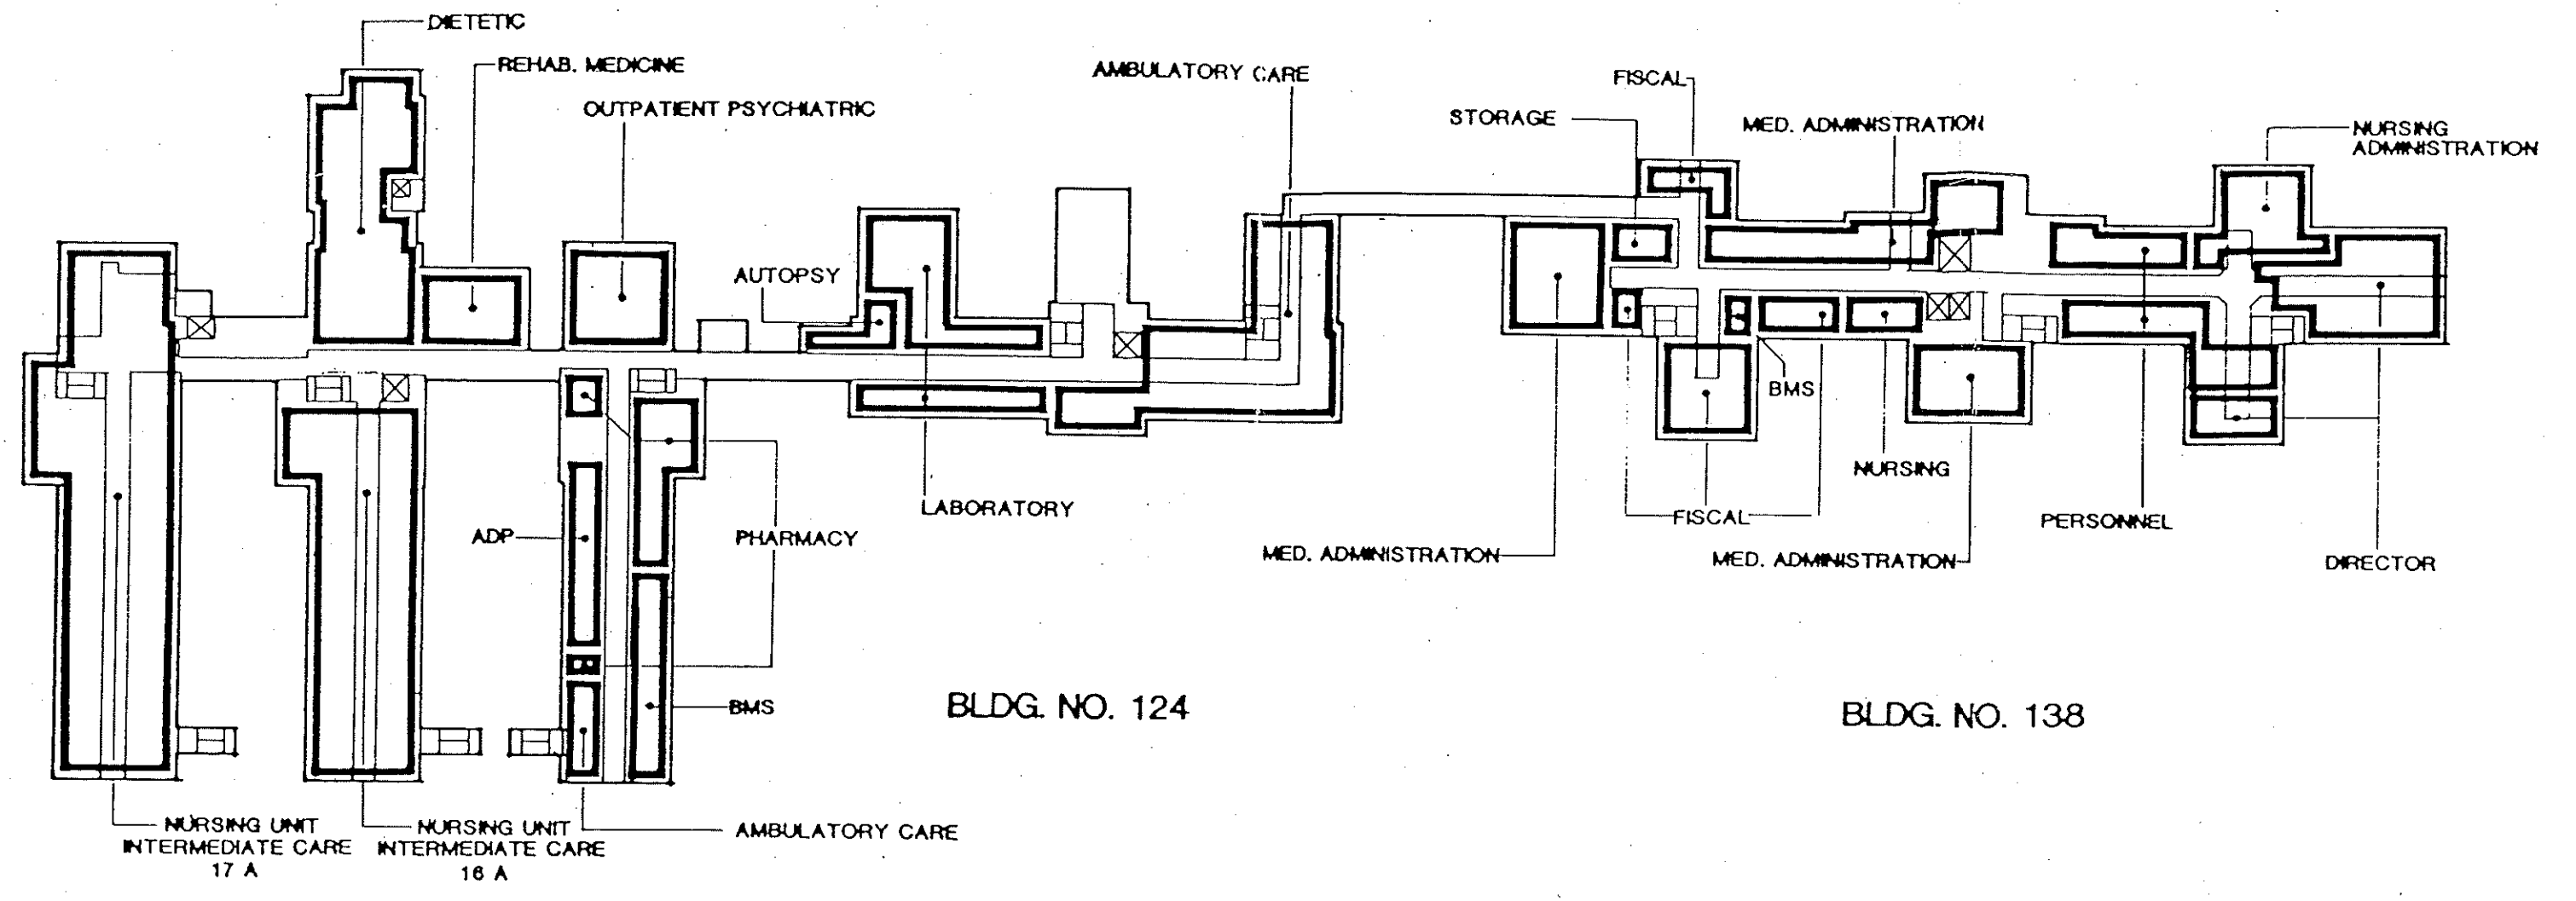 DIETETIC
REHAB. MEDICINE
OUTPATIENT PSYCHIATRIC
AMBULATORY CARE
FISCAL
STORAGE
MED. ADMINISTRATION
NURSING
ADMINISTRATION
AUTOPSY
BMS
NURSING
LABORATORY
FISCAL
PERSONNEL
ADP
PHARMACY
MED. ADMINISTRATION
MED. ADMINISTRATION
DIRECTOR
BMS
BLDG. NO. 124
BLDG. NO. 138
NURSING UNIT
INTERMEDIATE CARE
17 A
NURSING UNIT
INTERMEDIATE CARE
16 A
AMBULATORY CARE